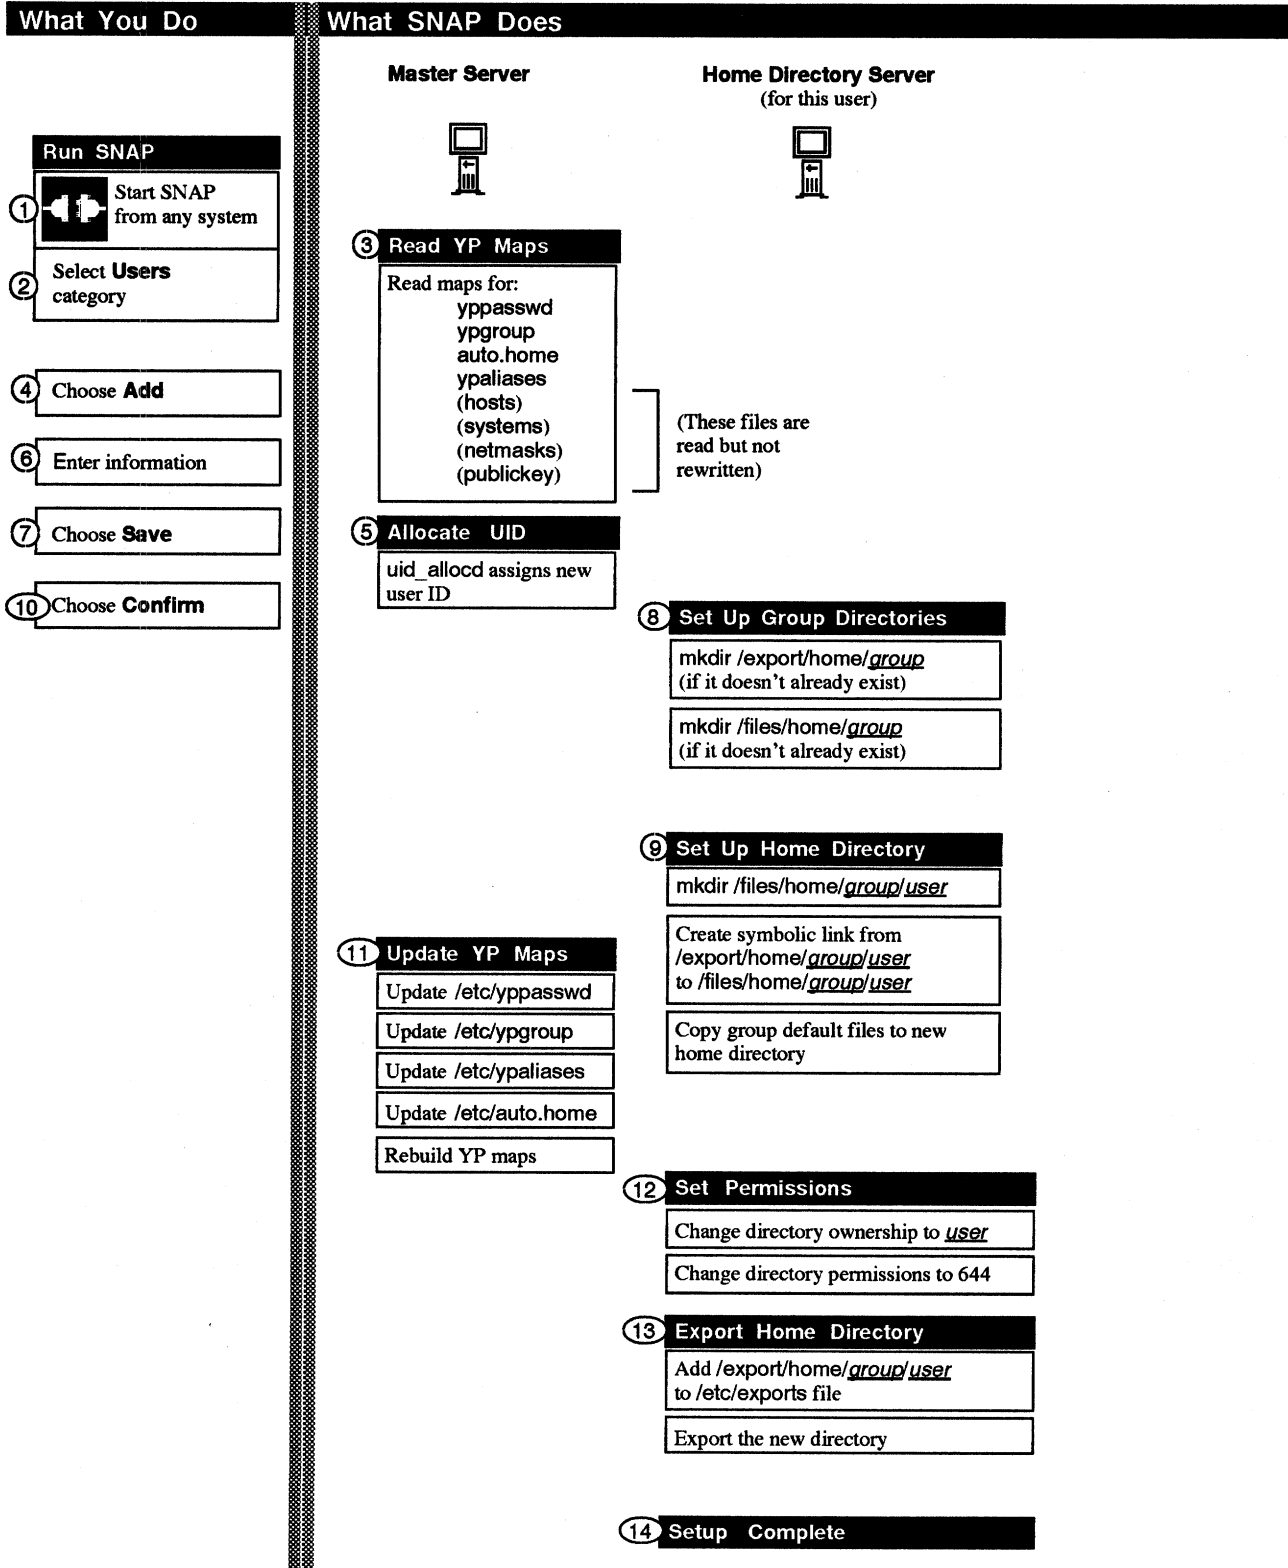 What You Do
What SNAP Does
Master Server
Home Directory Server
(for this user)
Run SNAP
1
Start SNAP
from any system
2
Select Users
category
3
Read YP Maps
Read maps for:
yppasswd
ypgroup
auto.home
ypaliases
(hosts)
(systems)
(netmasks)
(publickey)
(These files are
read but not
rewritten)
4
Choose Add
5
Allocate UID
uid_allocd assigns new
user ID
6
Enter information
7
Choose Save
8
Set Up Group Directories
mkdir /export/home/group
(if it doesn't already exist)
mkdir /files/home/group
(if it doesn't already exist)
9
Set Up Home Directory
mkdir /files/home/group/user
Create symbolic link from
/export/home/group/user
to /files/home/group/user
Copy group default files to new
home directory
10
Choose Confirm
11
Update YP Maps
Update /etc/yppasswd
Update /etc/ypgroup
Update /etc/ypaliases
Update /etc/auto.home
Rebuild YP maps
12
Set Permissions
Change directory ownership to user
Change directory permissions to 644
13
Export Home Directory
Add /export/home/group/user
to /etc/exports file
Export the new directory
14
Setup Complete